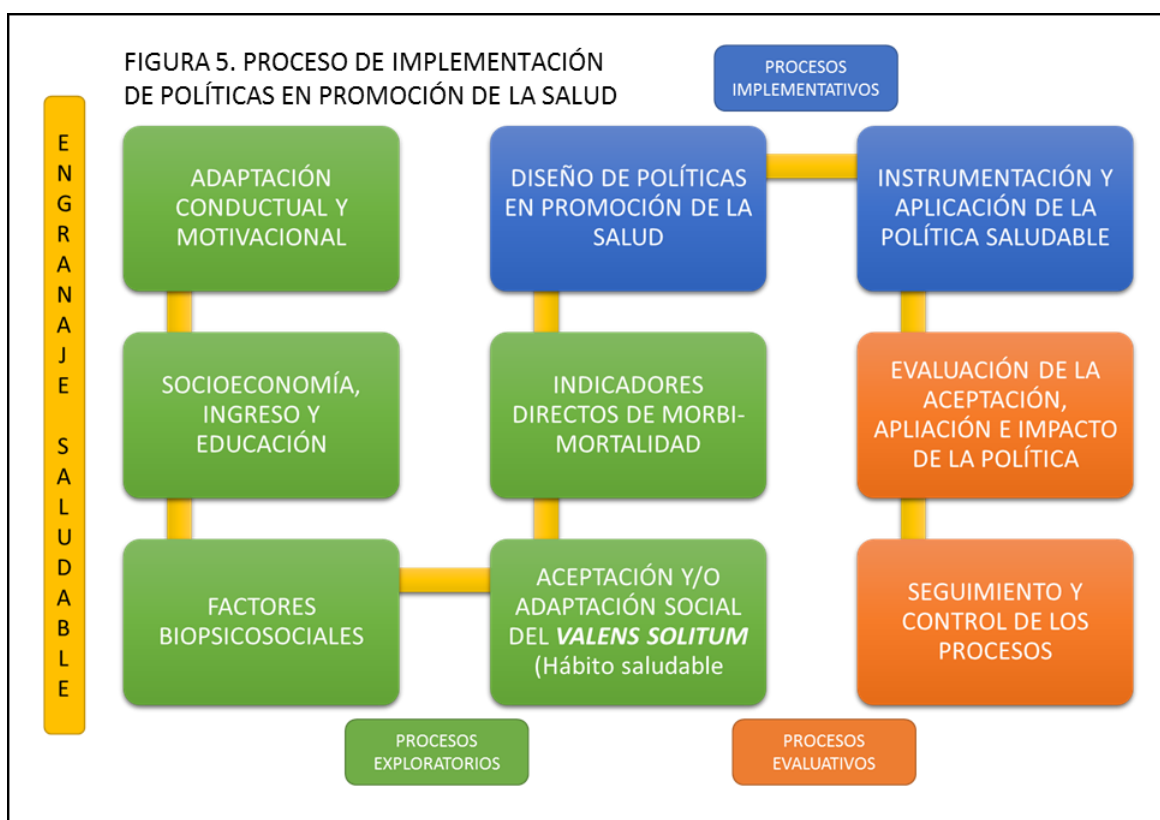 FIGURA 5. PROCESO DE IMPLEMENTACIÓN
DE POLÍTICAS EN PROMOCIÓN DE LA SALUD
PROCESOS
IMPLEMENTATIVOS
ENGRANAJE SALUDABLE
ADAPTACIÓN
CONDUCTUAL Y
MOTIVACIONAL
DISEÑO DE POLÍTICAS
EN PROMOCIÓN DE LA
SALUD
INSTRUMENTACIÓN Y
APLICACIÓN DE LA
POLÍTICA SALUDABLE
SOCIOECONOMÍA,
INGRESO Y
EDUCACIÓN
INDICADORES
DIRECTOS DE MORBI-
MORTALIDAD
EVALUACIÓN DE LA
ACEPTACIÓN,
APLIACIÓN E IMPACTO
DE LA POLÍTICA
FACTORES
BIOPSICOSOCIALES
ACEPTACIÓN Y/O
ADAPTACIÓN SOCIAL
DEL VALENS SOLITUM
(Hábito saludable
SEGUIMIENTO Y
CONTROL DE LOS
PROCESOS
PROCESOS
EXPLORATORIOS
PROCESOS
EVALUATIVOS